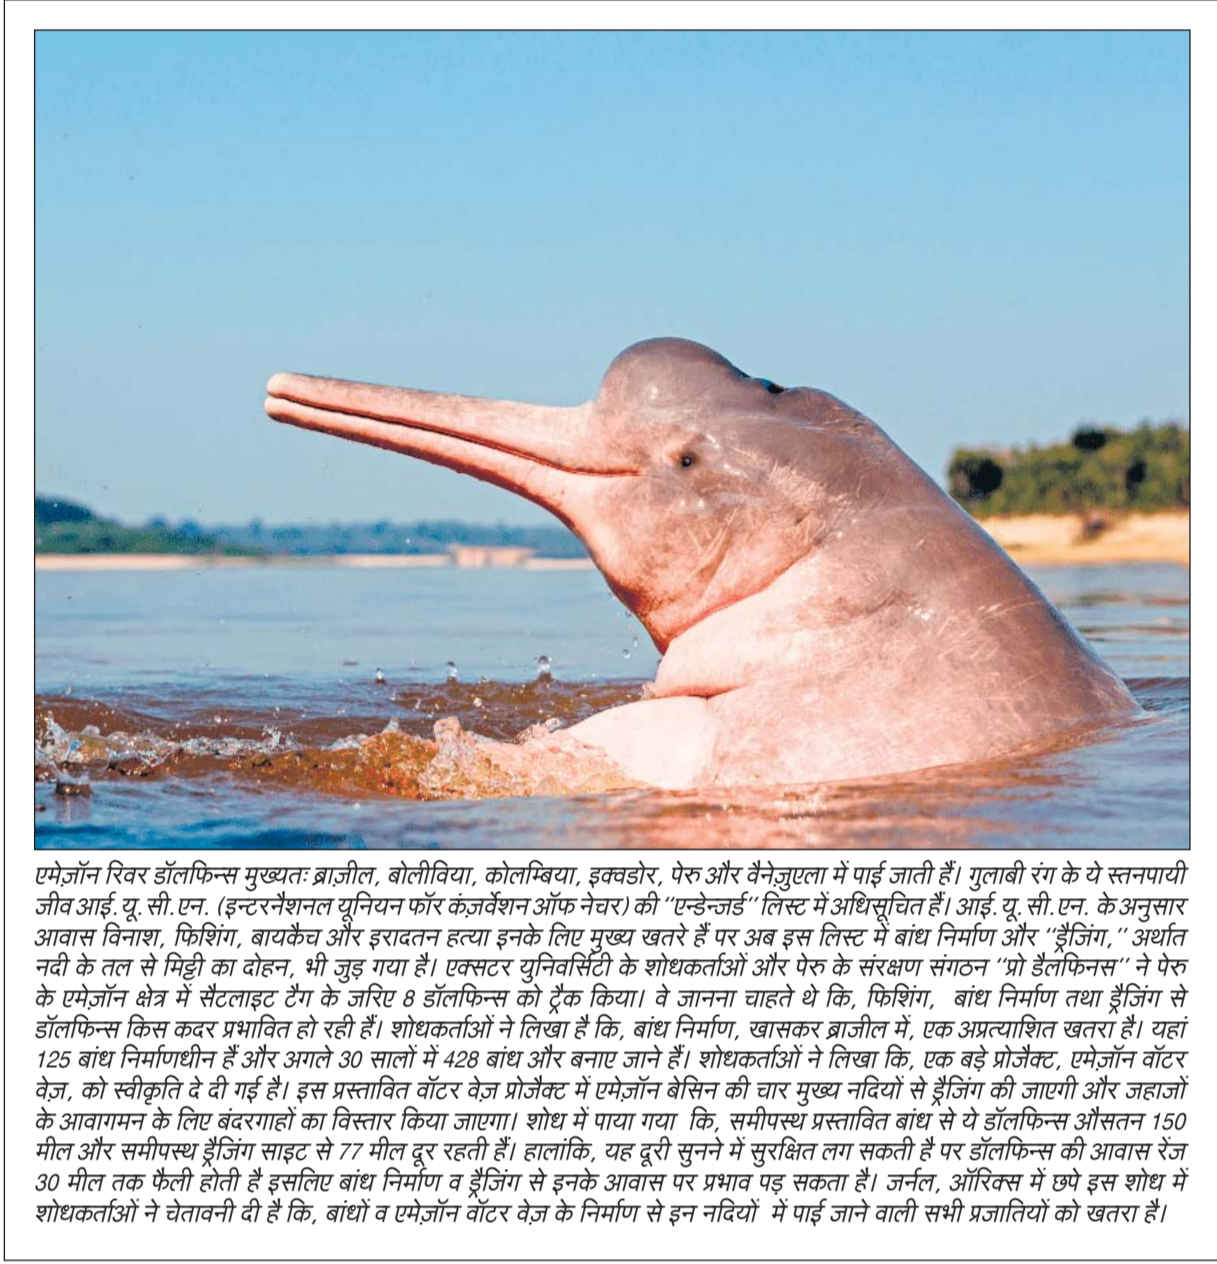 एमेज़ॉन रिवर डॉलफिन्स मुख्यतः ब्राज़ील, बोलीविया, कोलम्बिया, इक्वडोर, पेरु और वैनेज़ुएला में पाई जाती हैं। गुलाबी रंग के ये स्तनपायी
जीव आई. यू. सी. एन. (इन्टरनैशनल यूनियन फॉर कंज़र्वेशन ऑफ नेचर) की ‘‘एन्डेन्जर्ड’’ लिस्ट में अधिसूचित हैं। आई. यू. सी. एन. के अनुसार
आवास विनाश, फिशिंग, बायकैच और इरादतन हत्या इनके लिए मुख्य खतरे हैं पर अब इस लिस्ट में बांध निर्माण और ‘‘ड्रैजिंग,’’ अर्थात
नदी के तल से मिट्टी का दोहन, भी जुड़ गया है। एक्सटर युनिवर्सिटी के शोधकर्ताओं और पेरु के संरक्षण संगठन ‘‘प्रो डैलफिनस’’ ने पेरु
के एमेज़ॉन क्षेत्र में सैटलाइट टैग के जरिए 8 डॉलफिन्स को ट्रैक किया। वे जानना चाहते थे कि, फिशिंग, बांध निर्माण तथा ड्रैजिंग से
डॉलफिन्स किस कदर प्रभावित हो रही हैं। शोधकर्ताओं ने लिखा है कि, बांध निर्माण, खासकर ब्राजील में, एक अप्रत्याशित खतरा है। यहां
125 बांध निर्माणधीन हैं और अगले 30 सालों में 428 बांध और बनाए जाने हैं। शोधकर्ताओं ने लिखा कि, एक बड़े प्रोजैक्ट, एमेज़ॉन वॉटर
वेज़, को स्वीकृति दे दी गई है। इस प्रस्तावित वॉटर वेज़ प्रोजैक्ट में एमेज़ॉन बेसिन की चार मुख्य नदियों से ड्रैजिंग की जाएगी और जहाजों
के आवागमन के लिए बंदरगाहों का विस्तार किया जाएगा। शोध में पाया गया कि, समीपस्थ प्रस्तावित बांध से ये डॉलफिन्स औसतन 150
मील और समीपस्थ ड्रैजिंग साइट से 77 मील दूर रहती हैं। हालांकि, यह दूरी सुनने में सुरक्षित लग सकती है पर डॉलफिन्स की आवास रेंज
30 मील तक फैली होती है इसलिए बांध निर्माण व ड्रैजिंग से इनके आवास पर प्रभाव पड़ सकता है। जर्नल, ऑरिक्स में छपे इस शोध में
शोधकर्ताओं ने चेतावनी दी है कि, बांधों व एमेज़ॉन वॉटर वेज़ के निर्माण से इन नदियों में पाई जाने वाली सभी प्रजातियों को खतरा है।